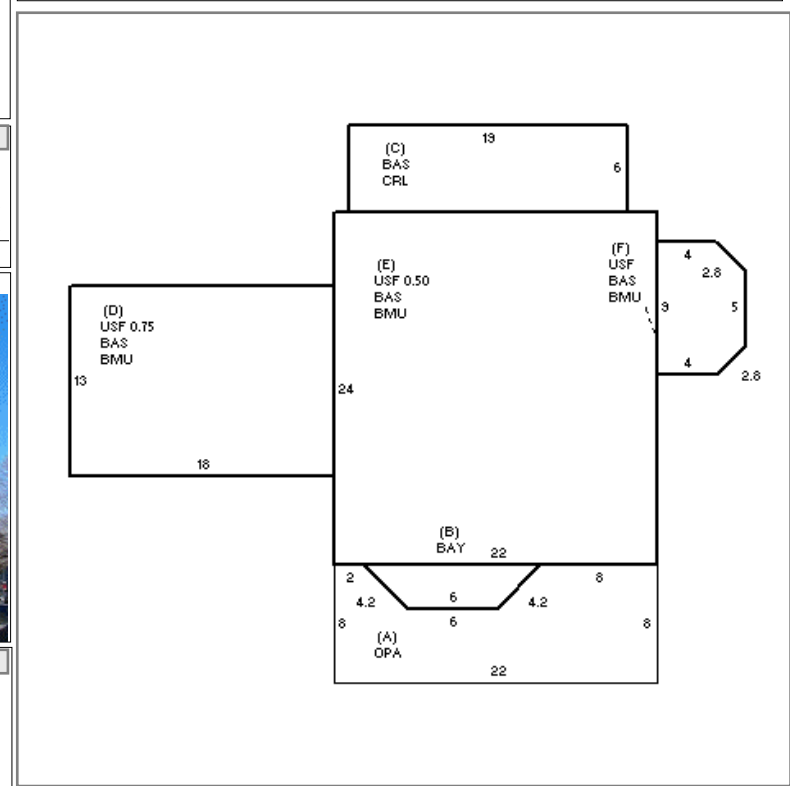 19
(C)
BAS
CRL
6
(E)
USF 0.50
BAS
BMU
(F)
USF
BAS
BMU
4
2.8
9
5
4
2.8
(D)
USF 0.75
BAS
BMU
13
24
18
(B)
BAY
22
2
8
4.2
6
4.2
8
6
8
(A)
OPA
22